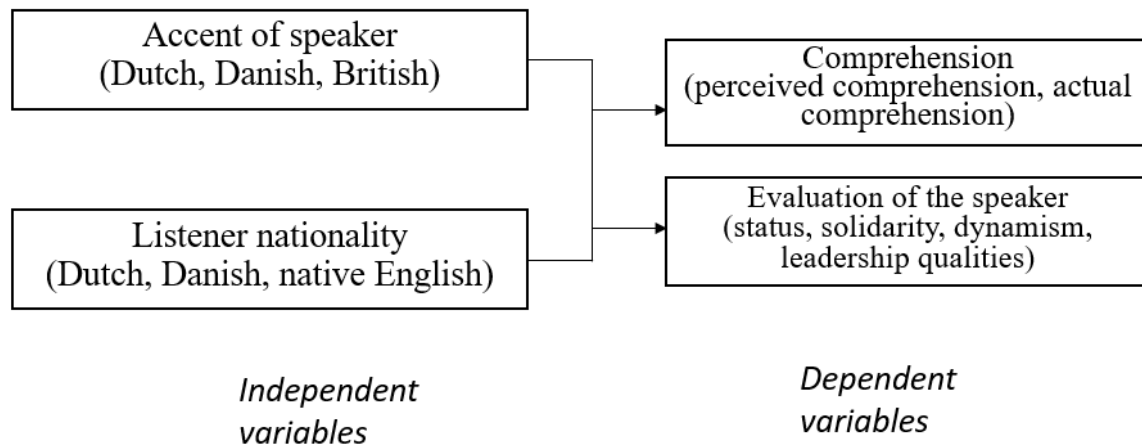 Accent of speaker
(Dutch, Danish, British)
Listener nationality
(Dutch, Danish, native English)
Comprehension
(perceived comprehension, actual
comprehension)
Evaluation of the speaker
(status, solidarity, dynamism,
leadership qualities)
Independent
variables
Dependent
variables